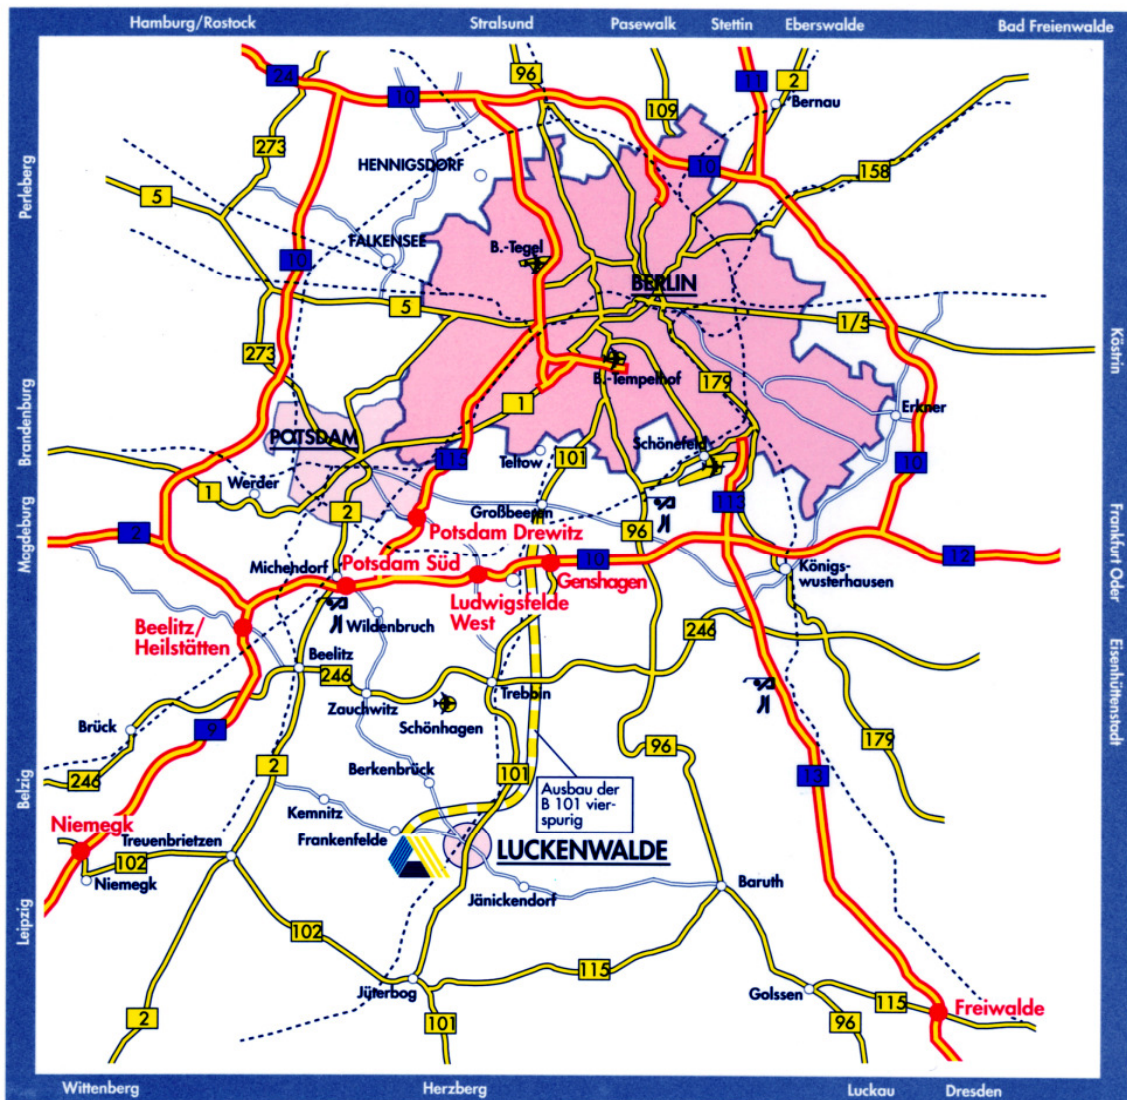 Hamburg/Rostock
Stralsund
Pasewalk
Stettin
Eberswalde
Bad Freienwalde
24
10
96
109
11
2
Bernau
273
HENNIGSDORF
10
158
Perleberg
5
FALKENSEE
B.-Tegel
10
BERLIN
5
1/5
273
B.-Tempelhof
179
Köstrin
1
Erkner
Brandenburg
POTSDAM
115
Teltow
101
Schönefeld
10
1
Werder
2
Großbeeren
113
Magdeburg
2
Potsdam Drewitz
96
Frankfurt Oder
Michendorf
Potsdam Süd
10
12
Genshagen
Königs-
wusterhausen
Ludwigsfelde
West
Beelitz/
Heilstätten
Wildenbruch
246
Beelitz
246
Trebbin
Zauchwitz
Schönhagen
Eisenhüttenstadt
Brück
9
96
179
246
2
Berkenbrück
101
Ausbau der
B 101 vier-
spurig
13
Belzig
Kemnitz
Niemegk
Treuenbrietzen
Frankenfelde
LUCKENWALDE
102
Niemegk
Jänickendorf
Baruth
Leipzig
102
115
Jüterbog
Golssen
115
Freiwalde
2
101
96
Wittenberg
Herzberg
Luckau
Dresden